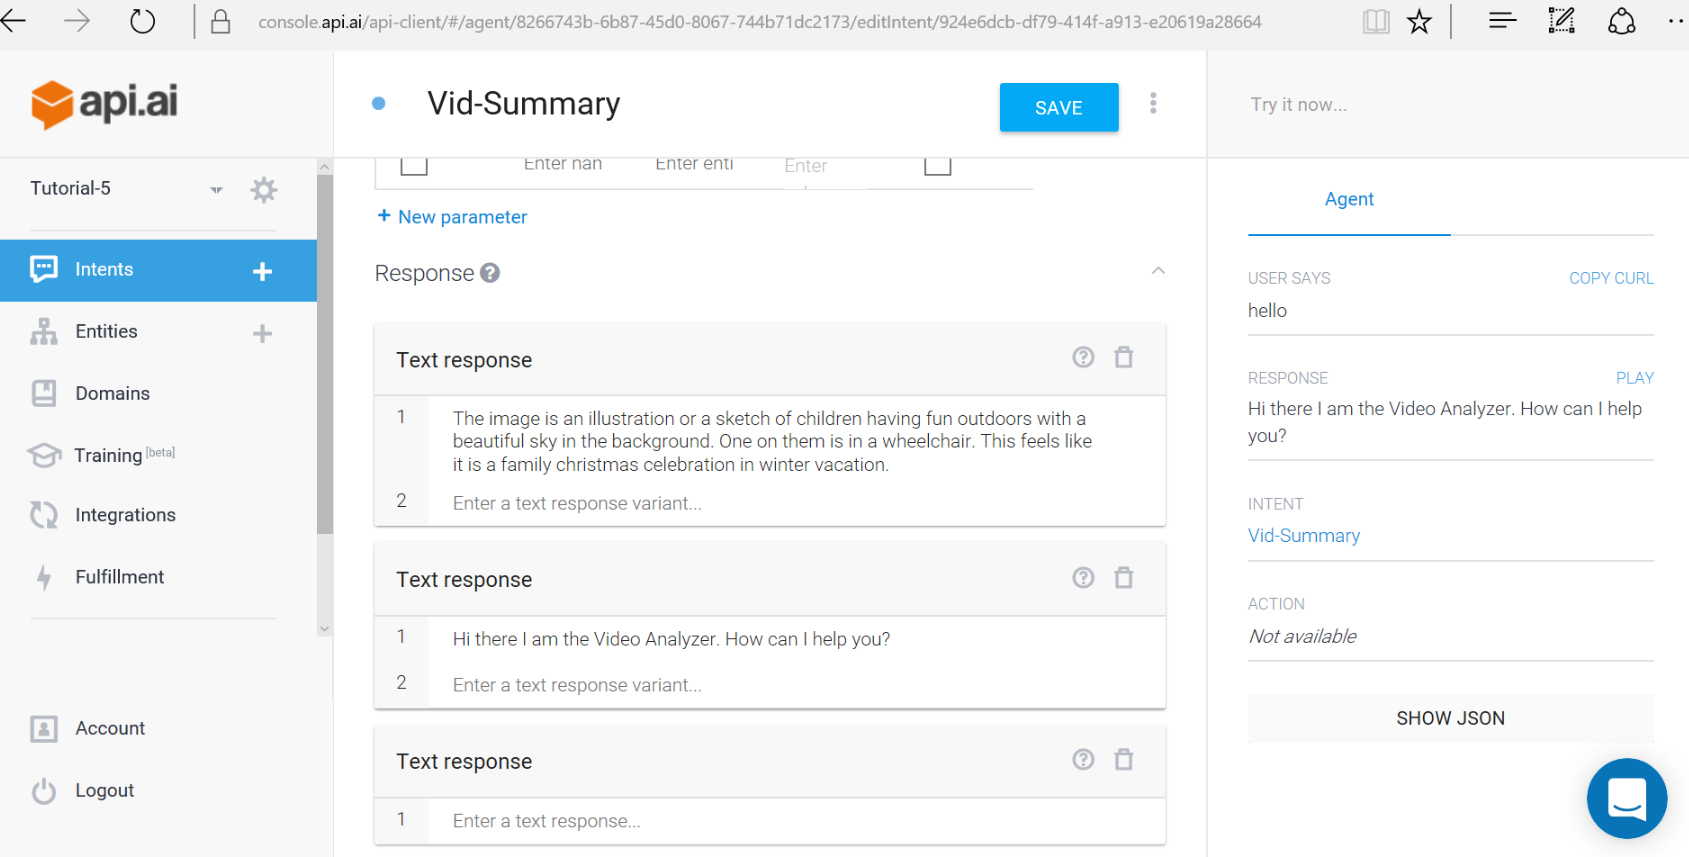 console.api.ai/api-client/#/agent/8266743b-6b87-45d0-8067-744b71dc2173/editIntent/924e6dcb-df79-414f-a913-e20619a28664
api.ai
Vid-Summary
SAVE
Try it now...
Tutorial-5
Intents
Entities
Domains
Training [beta]
Integrations
Fulfillment
Account
Logout
Enter nan Enter enti Enter
+ New parameter
Response ?
Text response
1 The image is an illustration or a sketch of children having fun outdoors with a
beautiful sky in the background. One on them is in a wheelchair. This feels like
it is a family christmas celebration in winter vacation.
2 Enter a text response variant...
Text response
1 Hi there I am the Video Analyzer. How can I help you?
2 Enter a text response variant...
Text response
1 Enter a text response...
Agent
USER SAYS COPY CURL
hello
RESPONSE PLAY
Hi there I am the Video Analyzer. How can I help
you?
INTENT
Vid-Summary
ACTION
Not available
SHOW JSON